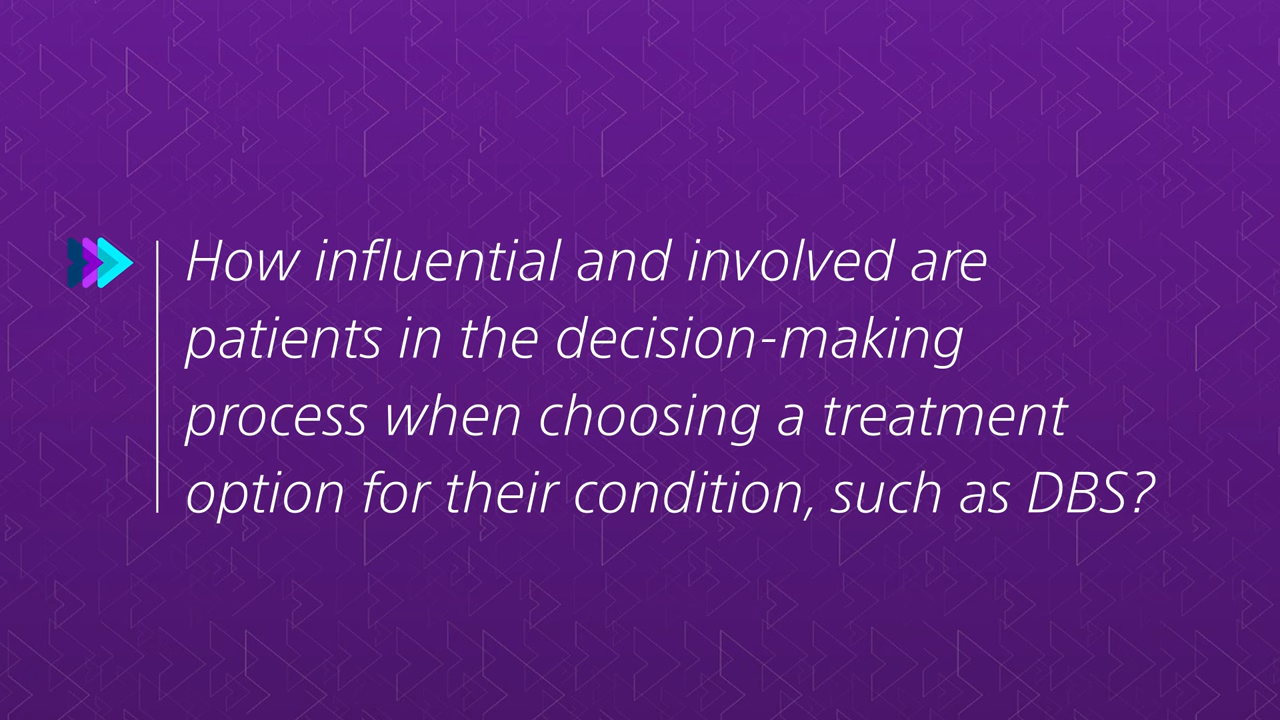 How influential and involved are
patients in the decision-making
process when choosing a treatment
option for their condition, such as DBS?